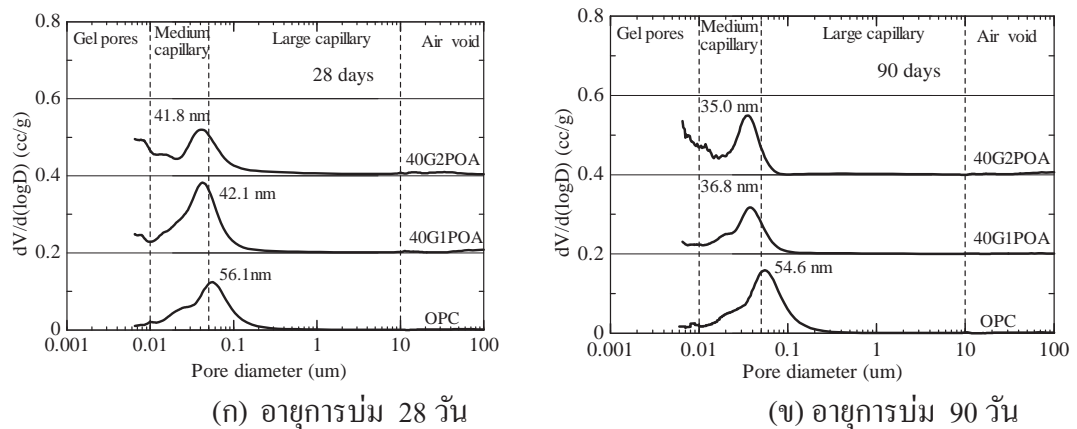 0.8
Gel pores
Medium
capillary
Large capillary
Air void
28 days
0.6
41.8 nm
40G2POA
0.4
42.1 nm
40G1POA
0.2
56.1nm
OPC
0
0.001 0.01 0.1 1 10 100
Pore diameter (um)
dV/d(logD) (cc/g)
(ก) อายุการบ่ม 28 วัน
0.8
Gel pores
Medium
capillary
Large capillary
Air void
90 days
0.6
35.0 nm
40G2POA
0.4
36.8 nm
40G1POA
0.2
54.6 nm
OPC
0
0.001 0.01 0.1 1 10 100
Pore diameter (um)
dV/d(logD) (cc/g)
(ข) อายุการบ่ม 90 วัน